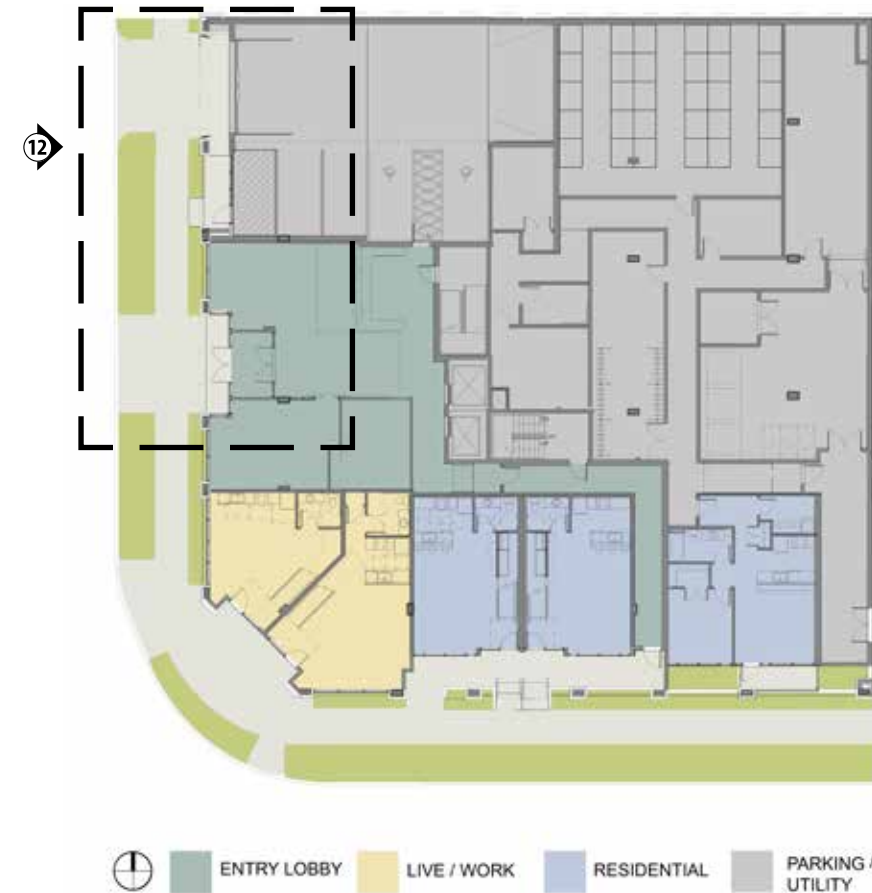 12
ENTRY LOBBY
LIVE / WORK
RESIDENTIAL
PARKING /
UTILITY